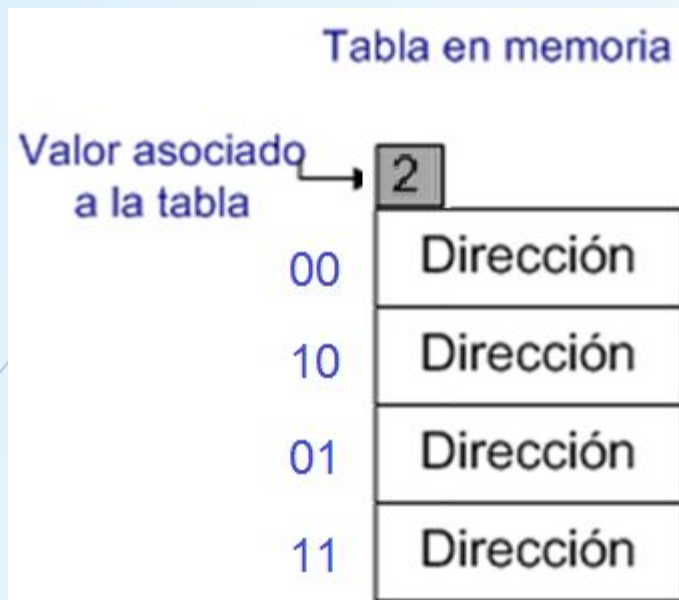 Tabla en memoria
Valor asociado
a la tabla
2
00 Dirección
10 Dirección
01 Dirección
11 Dirección